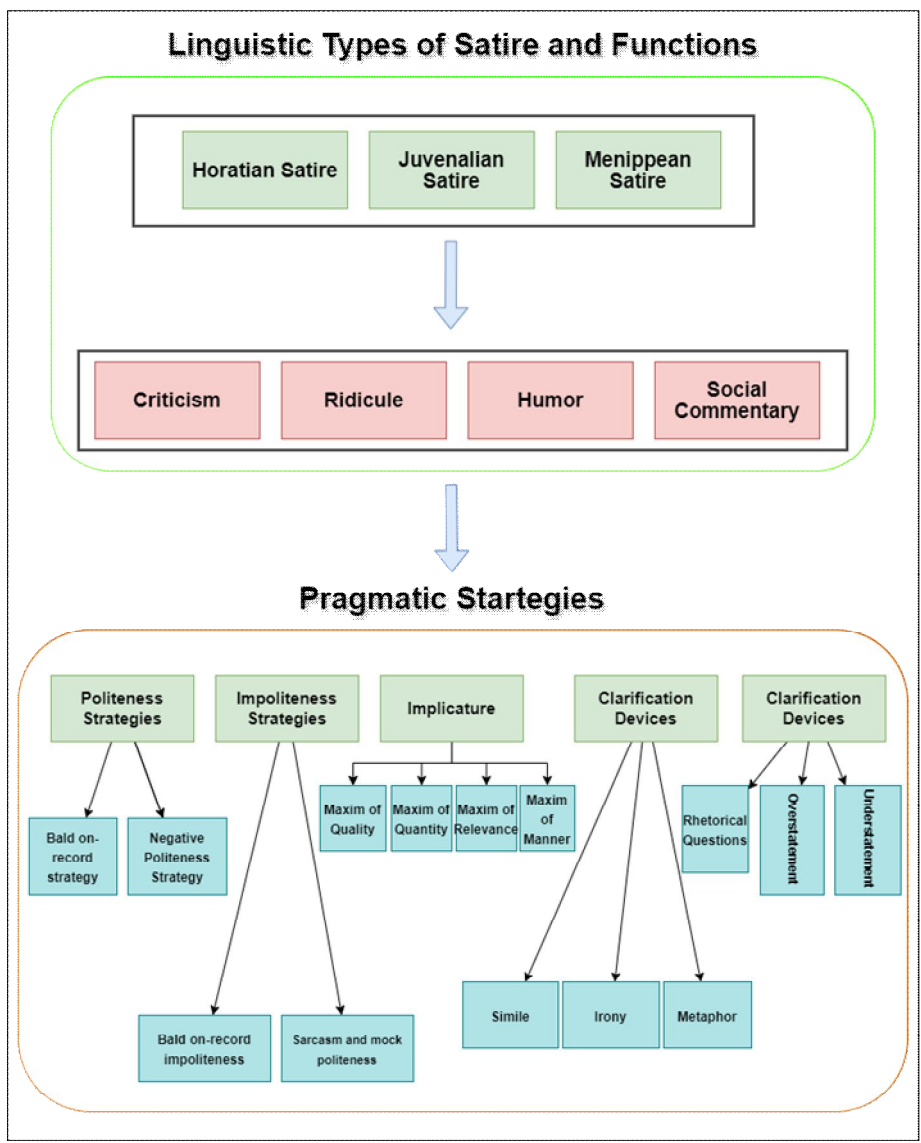 Linguistic Types of Satire and Functions
Horatian Satire
Juvenalian
Satire
Menippean
Satire
Criticism
Ridicule
Humor
Social
Commentary
Pragmatic Startegies
Politeness
Strategies
Impoliteness
Strategies
Implicature
Clarification
Devices
Clarification
Devices
Bald on-
record
strategy
Negative
Politeness
Strategy
Maxim of
Quality
Maxim of
Quantity
Maxim of
Relevance
Maxim
of
Manner
Rhetorical
Questions
Overstatement
Understatement
Bald on-record
impoliteness
Sarcasm and mock
politeness
Simile
Irony
Metaphor